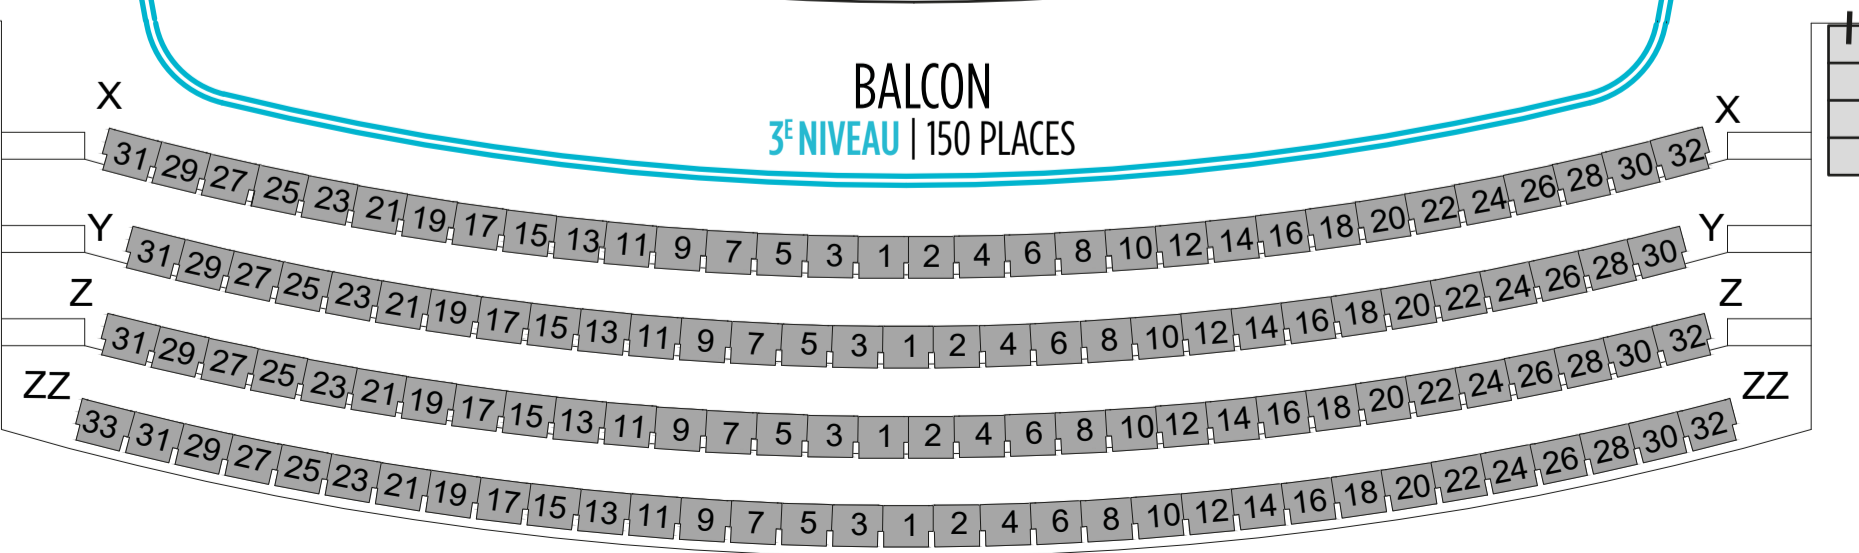 BALCON
3E NIVEAU | 150 PLACES
X X
31 29 27 25 23 21 19 17 15 13 11 9 7 5 3 1 2 4 6 8 10 12 14 16 18 20 22 24 26 28 30 32
Y Y
31 29 27 25 23 21 19 17 15 13 11 9 7 5 3 1 2 4 6 8 10 12 14 16 18 20 22 24 26 28 30
Z Z
31 29 27 25 23 21 19 17 15 13 11 9 7 5 3 1 2 4 6 8 10 12 14 16 18 20 22 24 26 28 30 32
ZZ ZZ
33 31 29 27 25 23 21 19 17 15 13 11 9 7 5 3 1 2 4 6 8 10 12 14 16 18 20 22 24 26 28 30 32